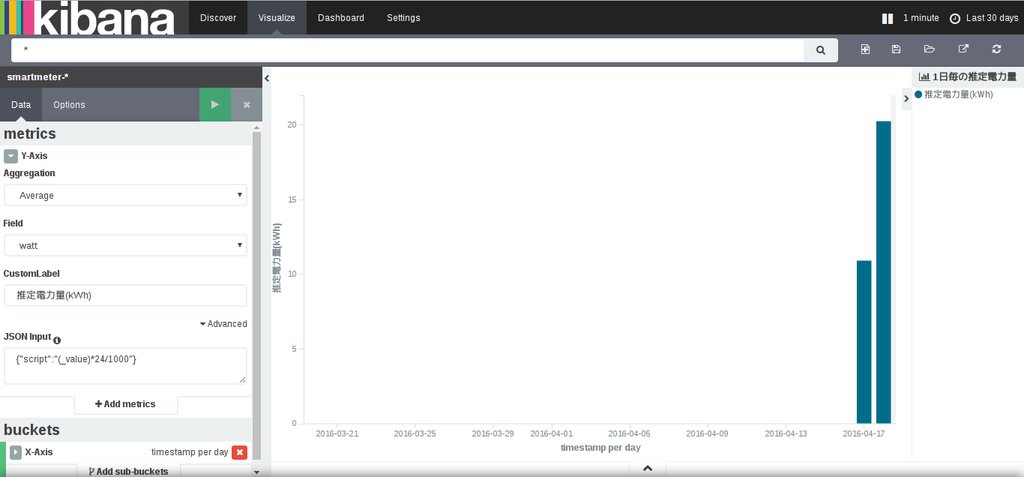 kibana
Discover
Visualize
Dashboard
Settings
1 minute
Last 30 days
*
smartmeter-*
Data
Options
metrics
Y-Axis
Aggregation
Average
Field
watt
CustomLabel
推定電力量(kWh)
Advanced
JSON Input
{"script":"(_value)*24/1000"}
Add metrics
buckets
X-Axis
timestamp per day
Add sub-buckets
推定電力量(kWh)
20
15
10
5
0
2016-03-21
2016-03-25
2016-03-29
2016-04-01
2016-04-05
2016-04-09
2016-04-13
2016-04-17
timestamp per day
1日毎の推定電力量
推定電力量(kWh)